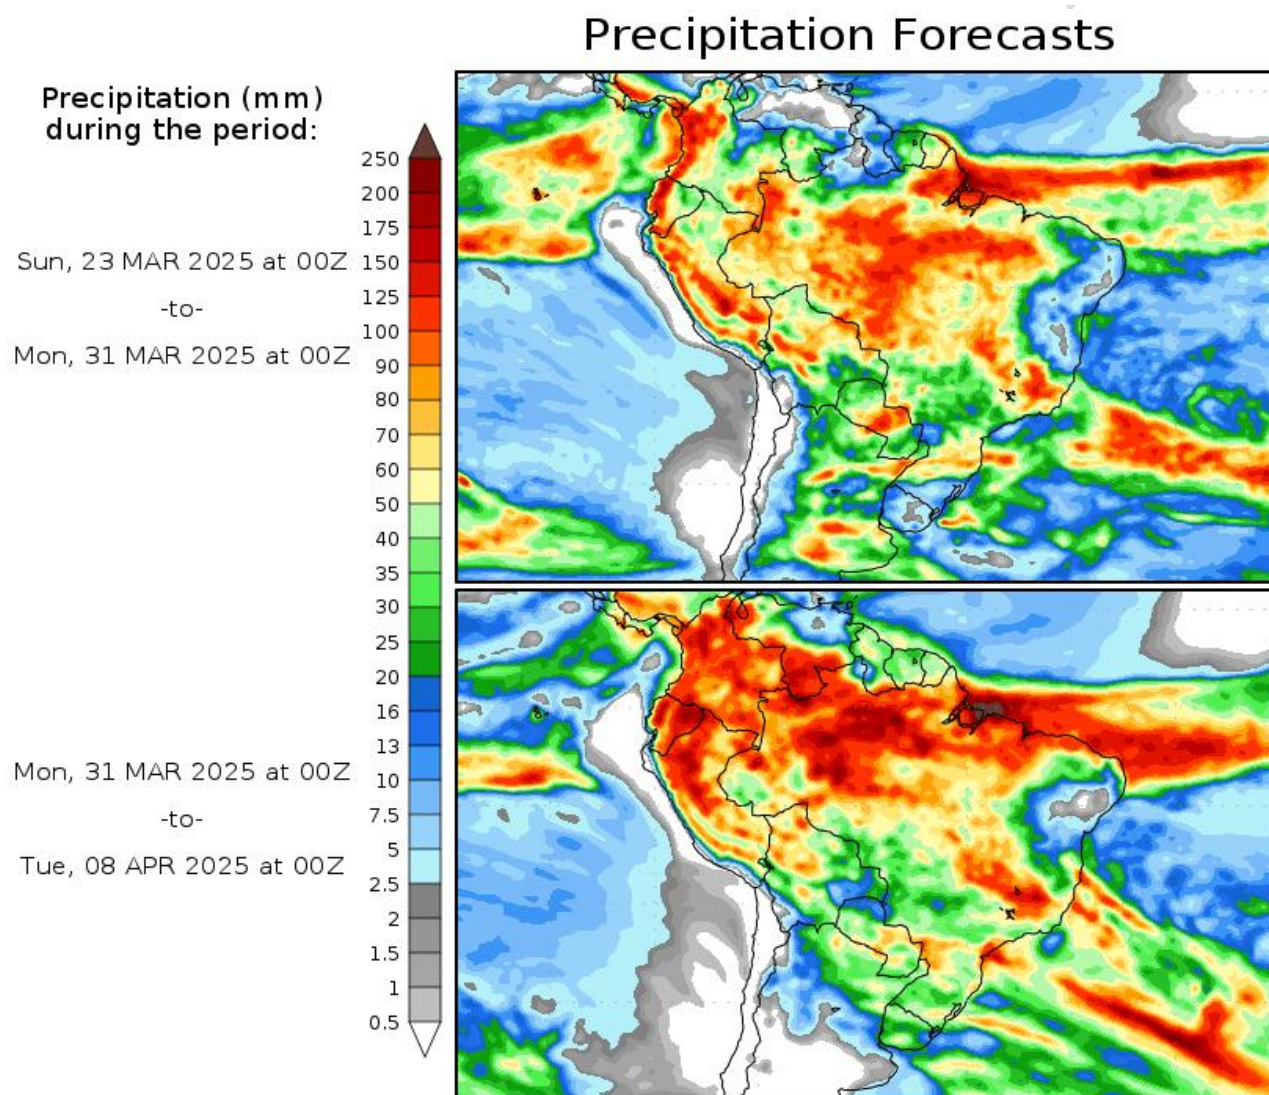 Precipitation Forecasts
Precipitation (mm)
during the period:
Sun, 23 MAR 2025 at 00Z
-to-
Mon, 31 MAR 2025 at 00Z
Mon, 31 MAR 2025 at 00Z
-to-
Tue, 08 APR 2025 at 00Z
250
200
175
150
125
100
90
80
70
60
50
40
35
30
25
20
16
13
10
7.5
5
2.5
2
1.5
1
0.5